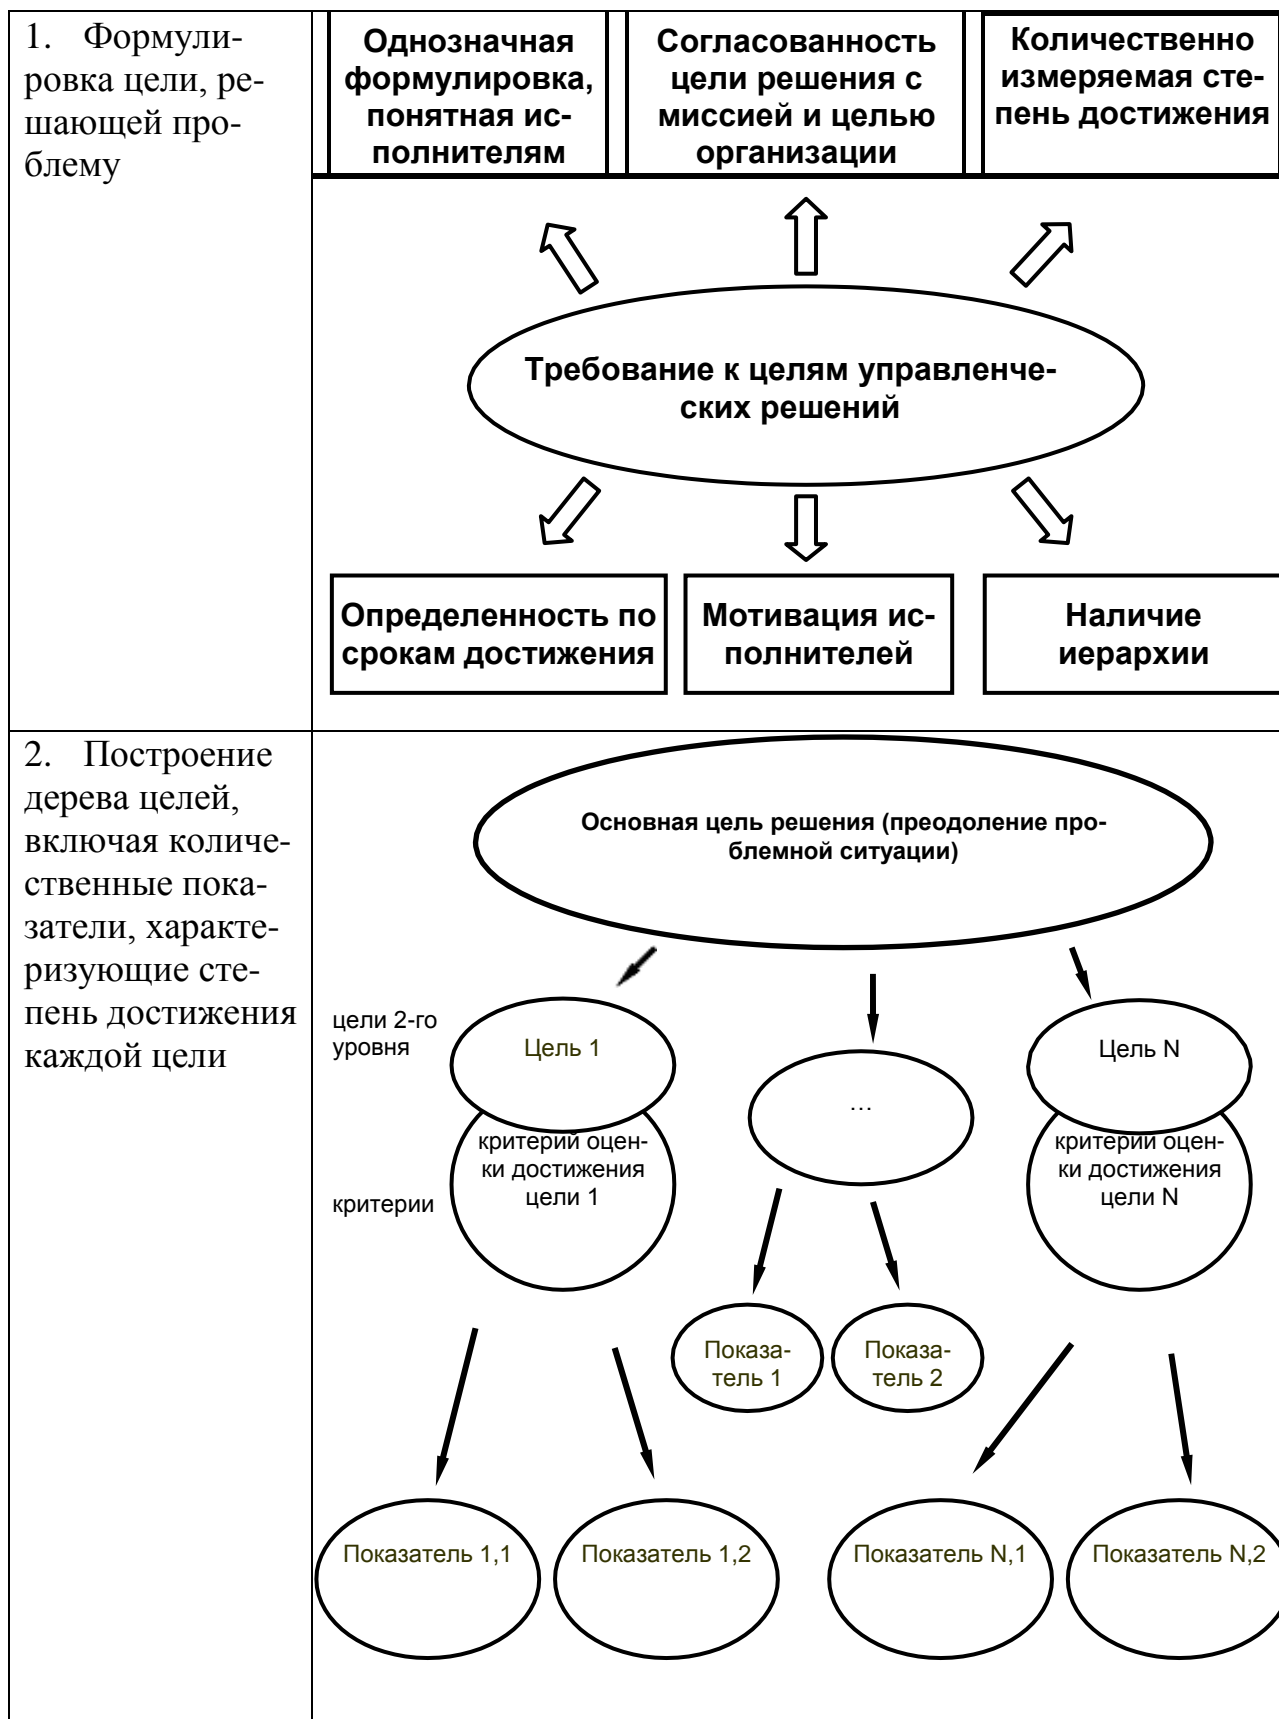 1. Формули-
ровка цели, ре-
шающей про-
блему
Однозначная
формулировка,
понятная ис-
полнителям
Согласованность
цели решения с
миссией и целью
организации
Количественно
измеряемая сте-
пень достижения
Требование к целям управленче-
ских решений
Определенность по
срокам достижения
Мотивация ис-
полнителей
Наличие
иерархии
2. Построение
дерева целей,
включая количе-
ственные пока-
затели, характе-
ризующие сте-
пень достижения
каждой цели
Основная цель решения (преодоление про-
блемной ситуации)
цели 2-го
уровня
Цель 1
…
Цель N
критерии
критерий оцен-
ки достижения
цели 1
критерии оцен-
ки достижения
цели N
Показа-
тель 1
Показа-
тель 2
Показатель 1,1
Показатель 1,2
Показатель N,1
Показатель N,2